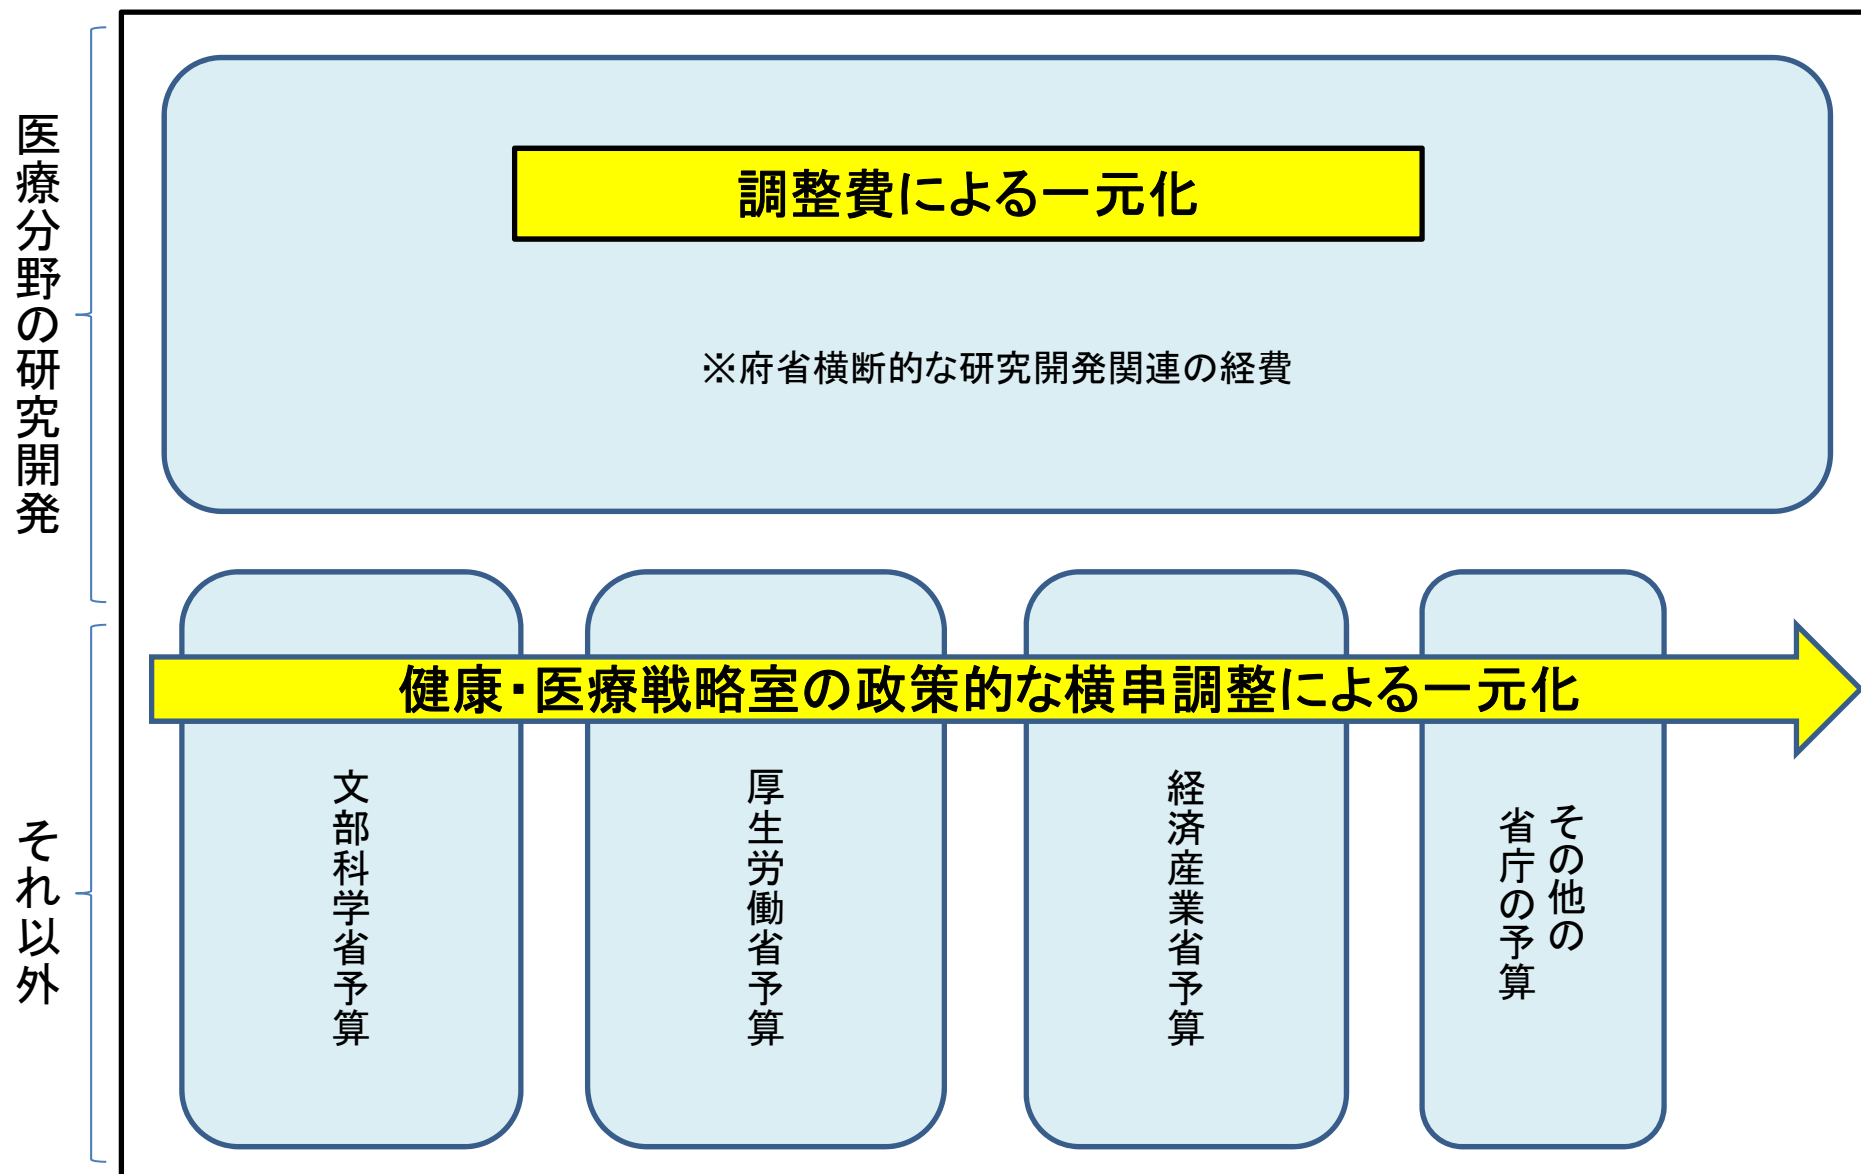 医療分野の研究開発
調整費による一元化
※府省横断的な研究開発関連の経費
それ以外
健康・医療戦略室の政策的な横串調整による一元化
文部科学省予算
厚生労働省予算
経済産業省予算
その他の
省庁の予算